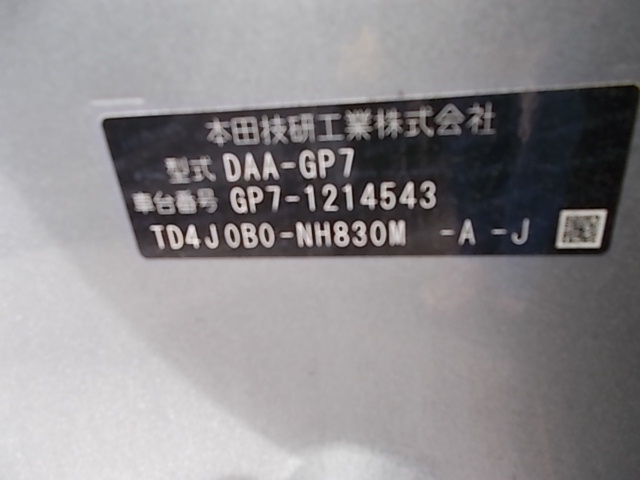 本田技研工業株式会社
型式 DAA-GP7
車台番号 GP7-1214543
TD4J0B0-NH830M -A -J